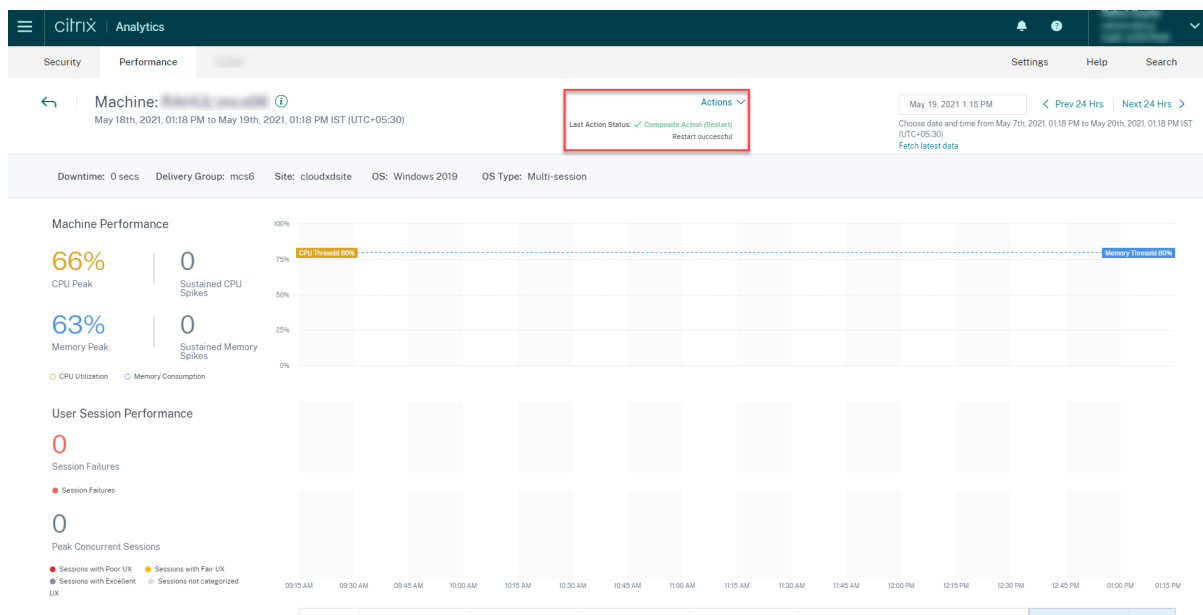 citrix | Analytics
Security Performance
Settings Help Search
Machine:
May 18th, 2021, 01:18 PM to May 19th, 2021, 01:18 PM IST (UTC+05:30)
Actions
Last Action Status: ✓ Composite Action (Restart)
Restart successful
May 19, 2021 1:18 PM
Prev 24 Hrs | Next 24 Hrs
Choose date and time from May 7th, 2021, 01:18 PM to May 20th, 2021, 01:18 PM IST
(UTC+05:30)
Fetch latest data
Downtime: 0 secs Delivery Group: mcs6 Site: cloudxdsite OS: Windows 2019 OS Type: Multi-session
Machine Performance
66%
CPU Peak
0
Sustained CPU
Spikes
63%
Memory Peak
0
Sustained Memory
Spikes
CPU Utilization Memory Consumption
100%
75%
50%
25%
0%
CPU Thresold 80%
Memory Thresold 80%
User Session Performance
0
Session Failures
Session Failures
0
Peak Concurrent Sessions
Sessions with Poor UX Sessions with Fair UX
Sessions with Excellent Sessions not categorized
UX
09:15 AM 09:30 AM 09:45 AM 10:00 AM 10:15 AM 10:30 AM 10:45 AM 11:00 AM 11:15 AM 11:30 AM 11:45 AM 12:00 PM 12:15 PM 12:30 PM 12:45 PM 01:00 PM 01:15 PM